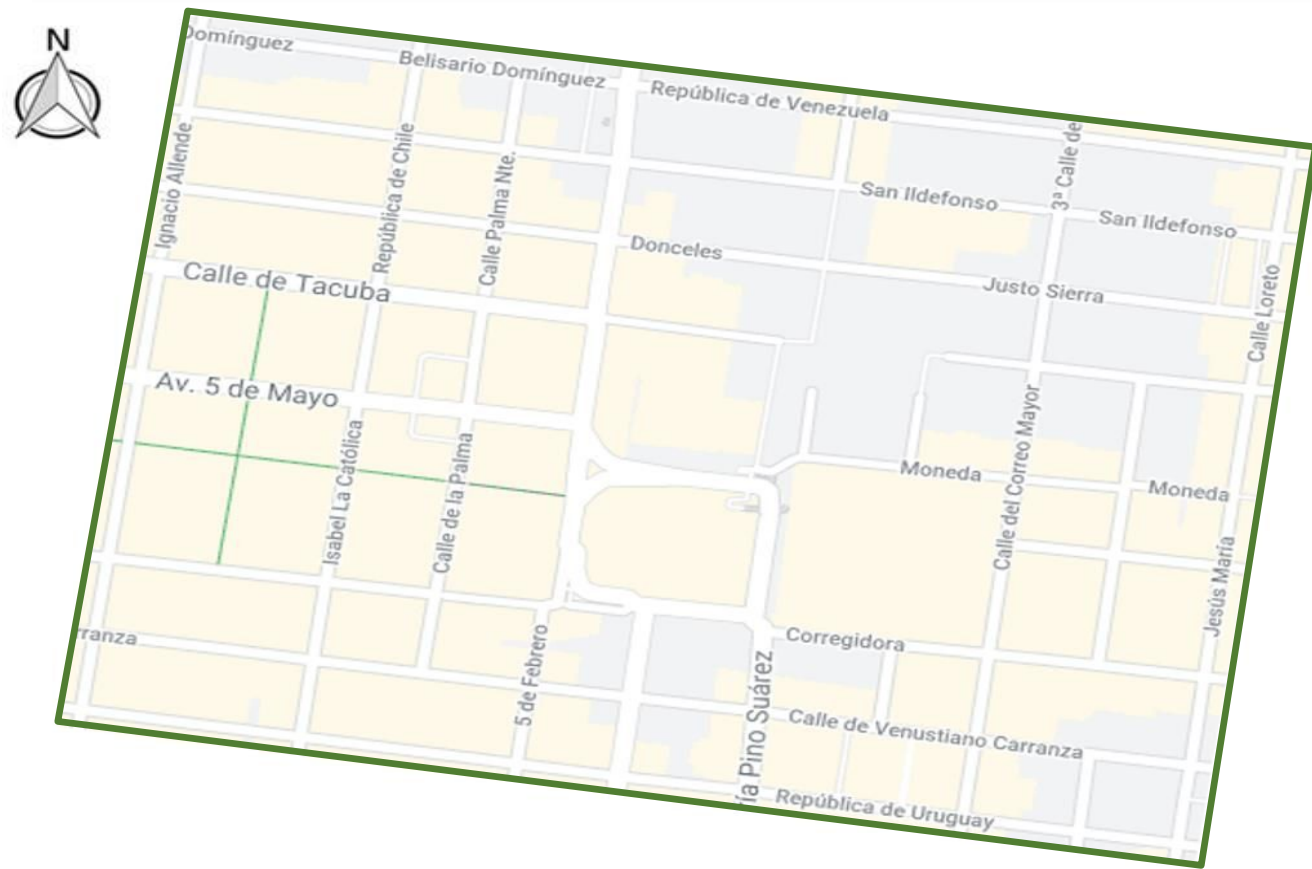 N
Domínguez
Belisario Domínguez
República de Venezuela
Ignacio Allende
República de Chile
Calle Palma Nte.
3ª Calle de
San Ildefonso
San Ildefonso
Donceles
Calle de Tacuba
Justo Sierra
Calle Loreto
Av. 5 de Mayo
Isabel La Católica
Calle de la Palma
Calle del Correo Mayor
Moneda
Moneda
Jesús María
rranza
5 de Febrero
Corregidora
ía Pino Suárez
Calle de Venustiano Carranza
República de Uruguay